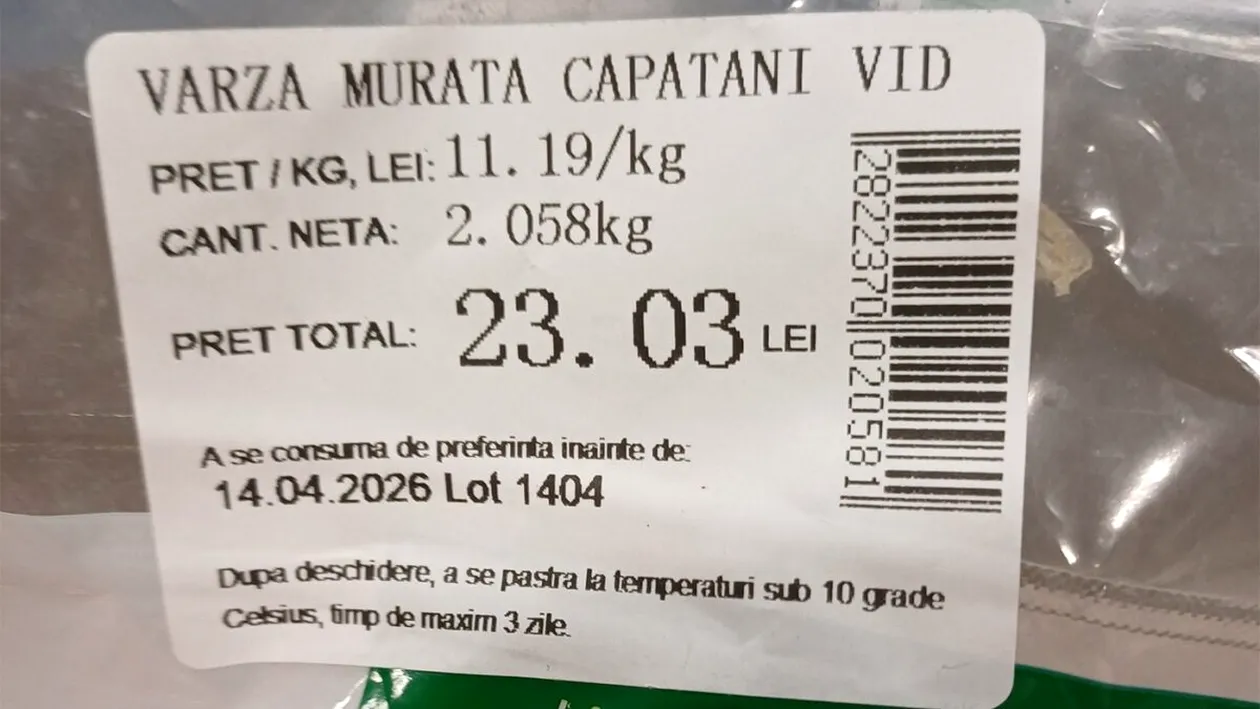 VARZA MURATA CAPATANI VID
PRET / KG, LEI: 11. 19/kg
CANT. NETA: 2. 058kg
PRET TOTAL: 23. 03 LEI
2822370020581
A se consuma de preferinta inainte de:
14.04.2026 Lot 1404
Dupa deschidere, a se pastra la temperaturi sub 10 grade
Celsius, timp de maxim 3 zile.